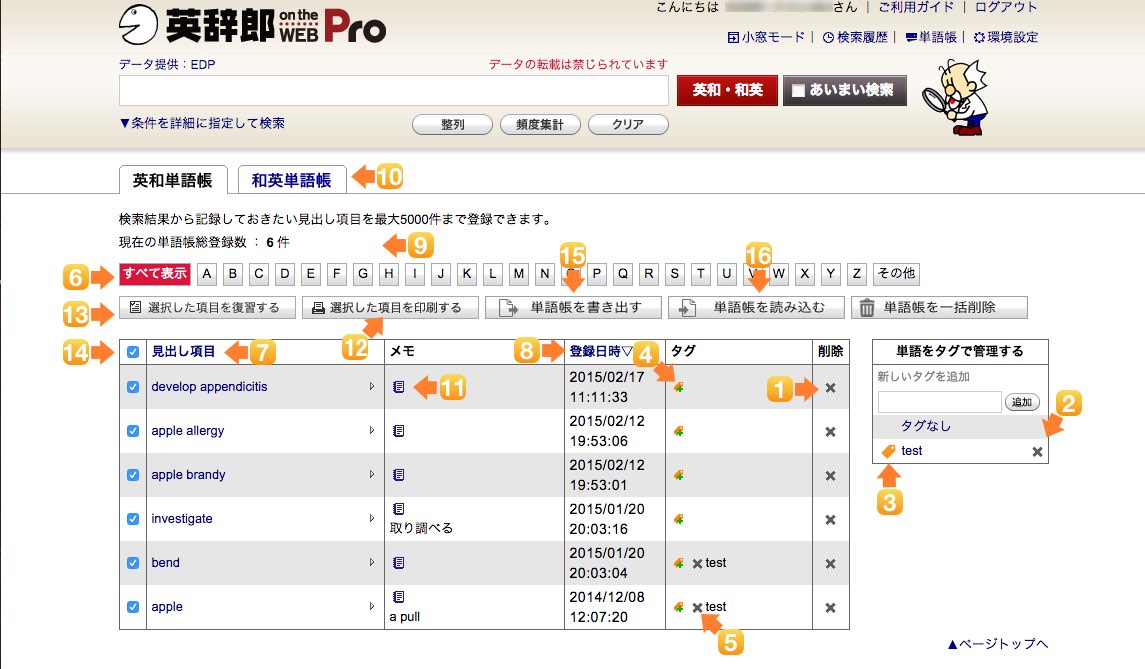 こんにちは さん | ご利用ガイド | ログアウト
英辞郎 on the WEB Pro
小窓モード | 検索履歴 | 単語帳 | 環境設定
データ提供：EDP データの転載は禁じられています
英和・和英 あいまい検索
▼条件を詳細に指定して検索 整列 頻度集計 クリア
英和単語帳 和英単語帳 10
検索結果から記録しておきたい見出し項目を最大5000件まで登録できます。
現在の単語帳総登録数 ： 6 件 9 15 16
6 すべて表示 A B C D E F G H I J K L M N P Q R S T U V W X Y Z その他
13 選択した項目を復習する 選択した項目を印刷する 単語帳を書き出す 単語帳を読み込む 単語帳を一括削除
14 見出し項目 7 12 メモ 8 登録日時▽ 4 タグ 削除 単語をタグで管理する
develop appendicitis 11 2015/02/17 11:11:33 1
新しいタグを追加
追加 2
apple allergy 2015/02/12 19:53:06
タグなし
test
apple brandy 2015/02/12 19:53:01
3
investigate 取り調べる 2015/01/20 20:03:16
bend 2015/01/20 20:03:04 test
apple a pull 2014/12/08 12:07:20 test
5
▲ページトップへ